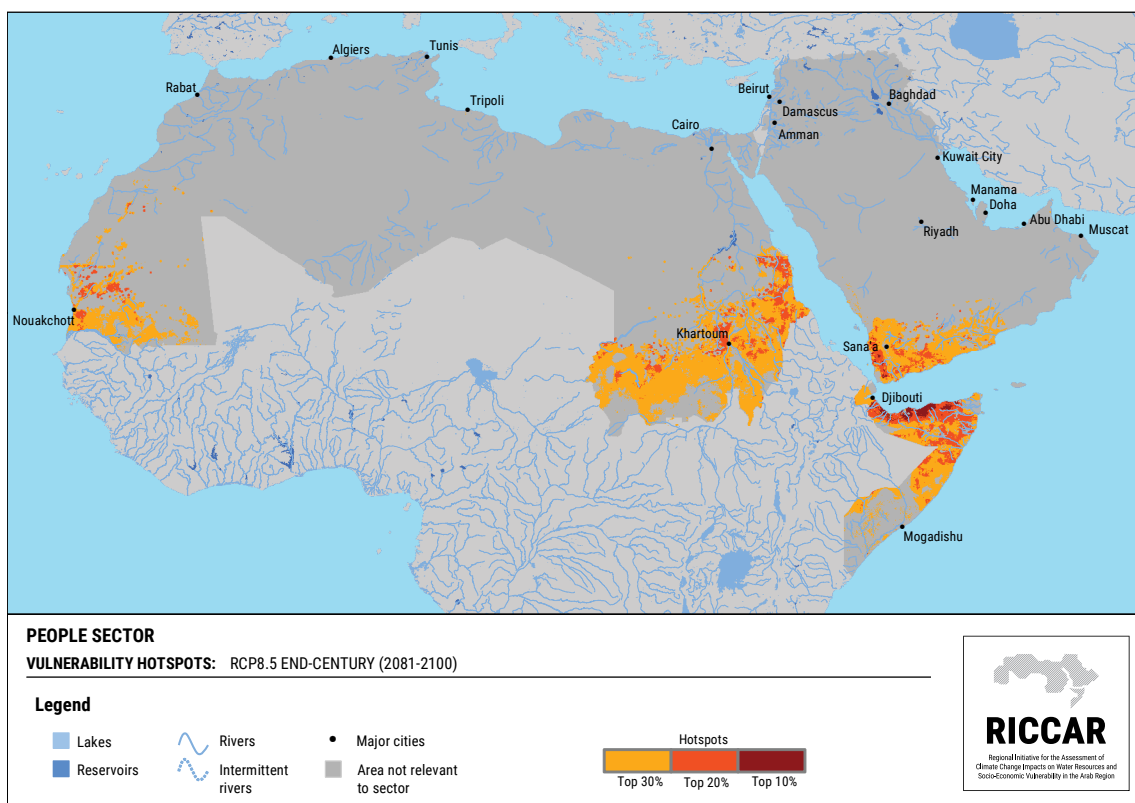 Algiers
Tunis
Rabat
Tripoli
Beirut
Baghdad
Damascus
Cairo
Amman
Kuwait City
Manama
Doha
Abu Dhabi
Riyadh
Muscat
Nouakchott
Khartoum
Sana'a
Djibouti
Mogadishu
PEOPLE SECTOR
VULNERABILITY HOTSPOTS: RCP8.5 END-CENTURY (2081-2100)
Legend
Lakes
Reservoirs
Rivers
Intermittent
rivers
Major cities
Area not relevant
to sector
Hotspots
Top 30% Top 20% Top 10%
RICCAR
Regional Initiative for the Assessment of
Climate Change Impacts on Water Resources and
Socio-Economic Vulnerability in the Arab Region